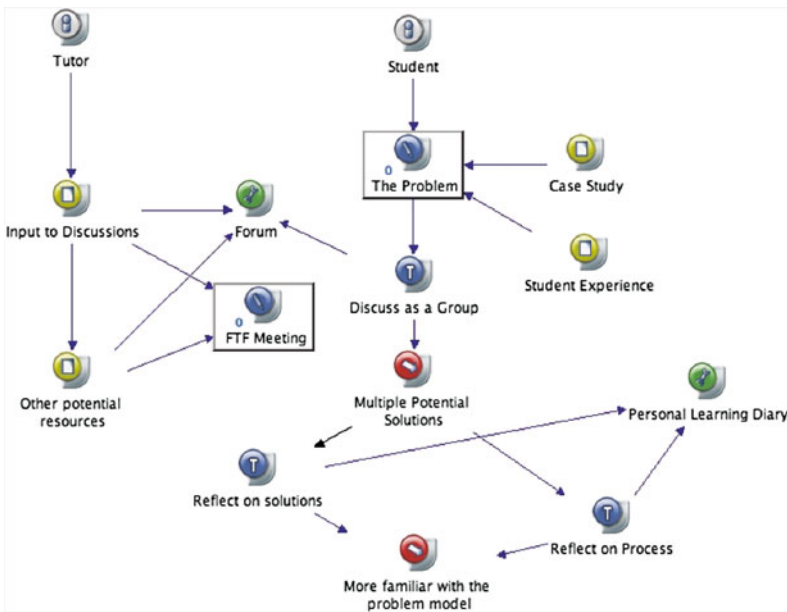 Tutor
Student
0
The Problem
Case Study
Input to Discussions
Forum
Student Experience
T
Discuss as a Group
0
FTF Meeting
Other potential
resources
Multiple Potential
Solutions
Personal Learning Diary
T
Reflect on solutions
T
Reflect on Process
More familiar with the
problem model